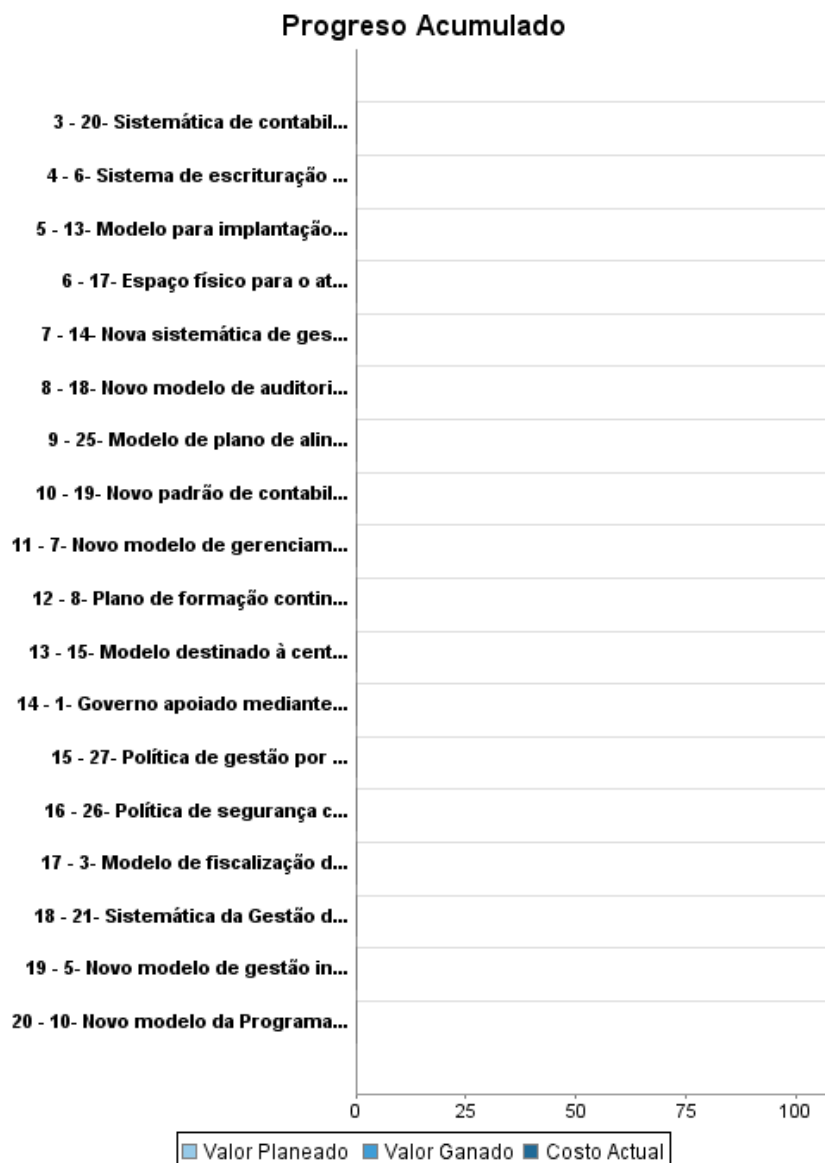 Progreso Acumulado
3 - 20- Sistemática de contabil...
4 - 6- Sistema de escrituração ...
5 - 13- Modelo para implantação...
6 - 17- Espaço físico para o at...
7 - 14- Nova sistemática de ges...
8 - 18- Novo modelo de auditori...
9 - 25- Modelo de plano de alin...
10 - 19- Novo padrão de contabil...
11 - 7- Novo modelo de gerenciam...
12 - 8- Plano de formação contin...
13 - 15- Modelo destinado à cent...
14 - 1- Governo apoiado mediante...
15 - 27- Política de gestão por ...
16 - 26- Política de segurança c...
17 - 3- Modelo de fiscalização d...
18 - 21- Sistemática da Gestão d...
19 - 5- Novo modelo de gestão in...
20 - 10- Novo modelo da Programa...
0 25 50 75 100
Valor Planeado Valor Ganado Costo Actual